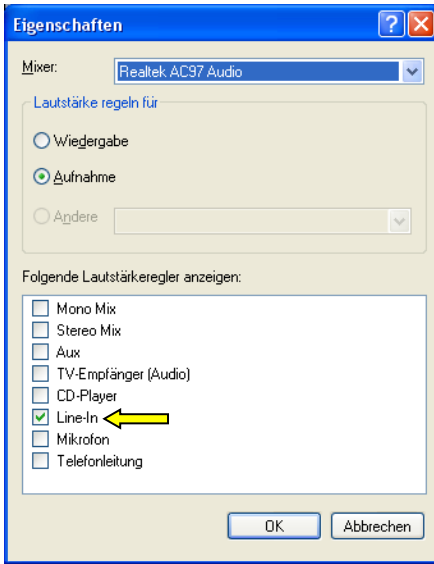 Eigenschaften
Mixer: Realtek AC97 Audio
Lautstärke regeln für
Wiedergabe
Aufnahme
Andere
Folgende Lautstärkeregler anzeigen:
Mono Mix
Stereo Mix
Aux
TV-Empfänger (Audio)
CD-Player
Line-In
Mikrofon
Telefonleitung
OK Abbrechen